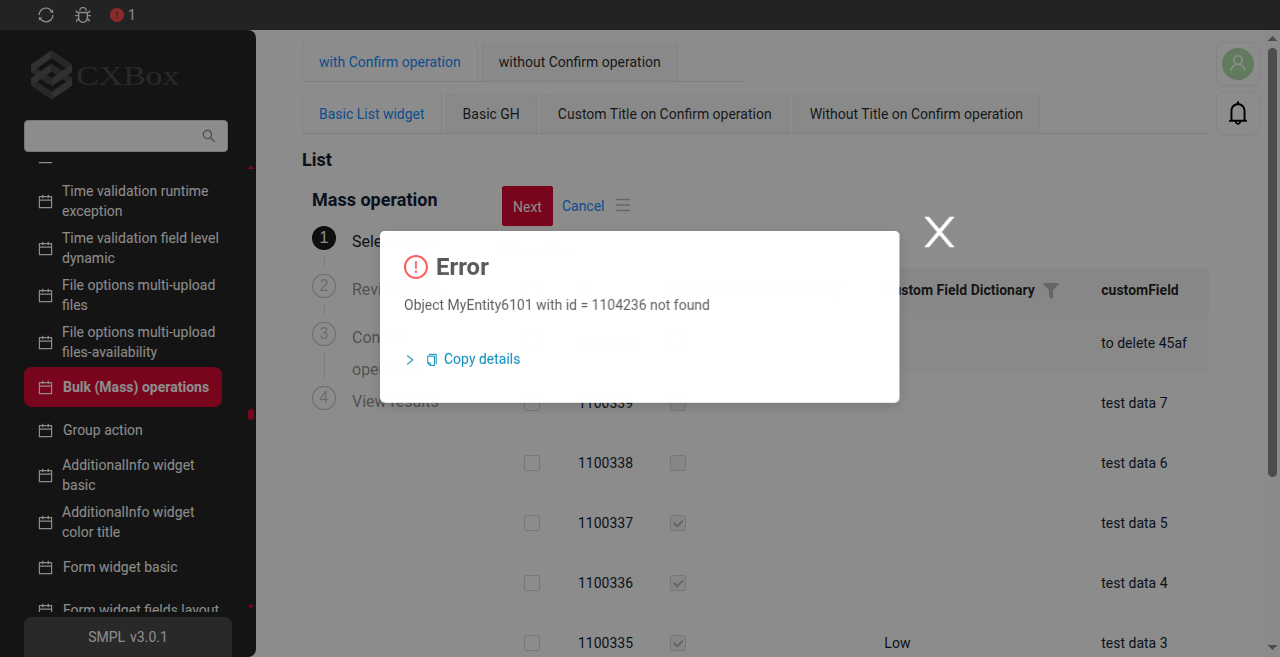 1
CXBox
Time validation runtime
exception
Time validation field level
dynamic
File options multi-upload
files
File options multi-upload
files-availability
Bulk (Mass) operations
Group action
AdditionalInfo widget
basic
AdditionalInfo widget
color title
Form widget basic
Form widget fields layout
SMPL v3.0.1
with Confirm operation
without Confirm operation
Basic List widget
Basic GH
Custom Title on Confirm operation
Without Title on Confirm operation
List
Mass operation
Next
Cancel
1
2
3
4
View results
Error
Object MyEntity6101 with id = 1104236 not found
Copy details
Field Dictionary
customField
to delete 45af
1100339
test data 7
1100338
test data 6
1100337
test data 5
1100336
test data 4
1100335
Low
test data 3